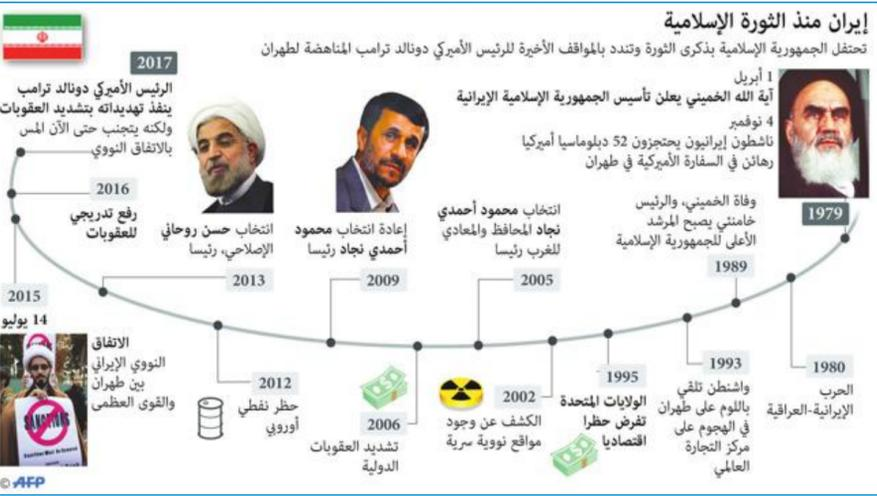 إيران منذ الثورة الإسلامية
تحتفل الجمهورية الإسلامية بذكرى الثورة وتندد بالمواقف الأخيرة للرئيس الأميركي دونالد ترامب المناهضة لطهران
1979
1 أبريل
آية الله الخميني يعلن تأسيس الجمهورية الإسلامية الإيرانية
4 نوفمبر
ناشطون إيرانيون يحتجزون 52 دبلوماسيا أميركيا
رهائن في السفارة الأميركية في طهران
1980
الحرب
الإيرانية-العراقية
وفاة الخميني، والرئيس
خامنئي يصبح المرشد
الأعلى للجمهورية الإسلامية
1989
1993
واشنطن تلقي
باللوم على طهران
في الهجوم على
مركز التجارة
العالمي
1995
الولايات المتحدة
تفرض حظرا
اقتصاديا
2002
الكشف عن وجود
مواقع نووية سرية
انتخاب محمود أحمدي
نجاد المحافظ والمعادي
للغرب رئيسا
2005
2006
تشديد العقوبات
الدولية
إعادة انتخاب محمود
أحمدي نجاد رئيسا
2009
2012
حظر نفطي
أوروبي
انتخاب حسن روحاني
الإصلاحي، رئيسا
2013
2015
14 يوليو
الاتفاق
النووي الإيراني
بين طهران
والقوى العظمى
SANCTIONS
2016
رفع تدريجي
للعقوبات
2017
الرئيس الأميركي دونالد ترامب
ينفذ تهديداته بتشديد العقوبات
ولكنه يتجنب حتى الآن المس
بالاتفاق النووي
© AFP